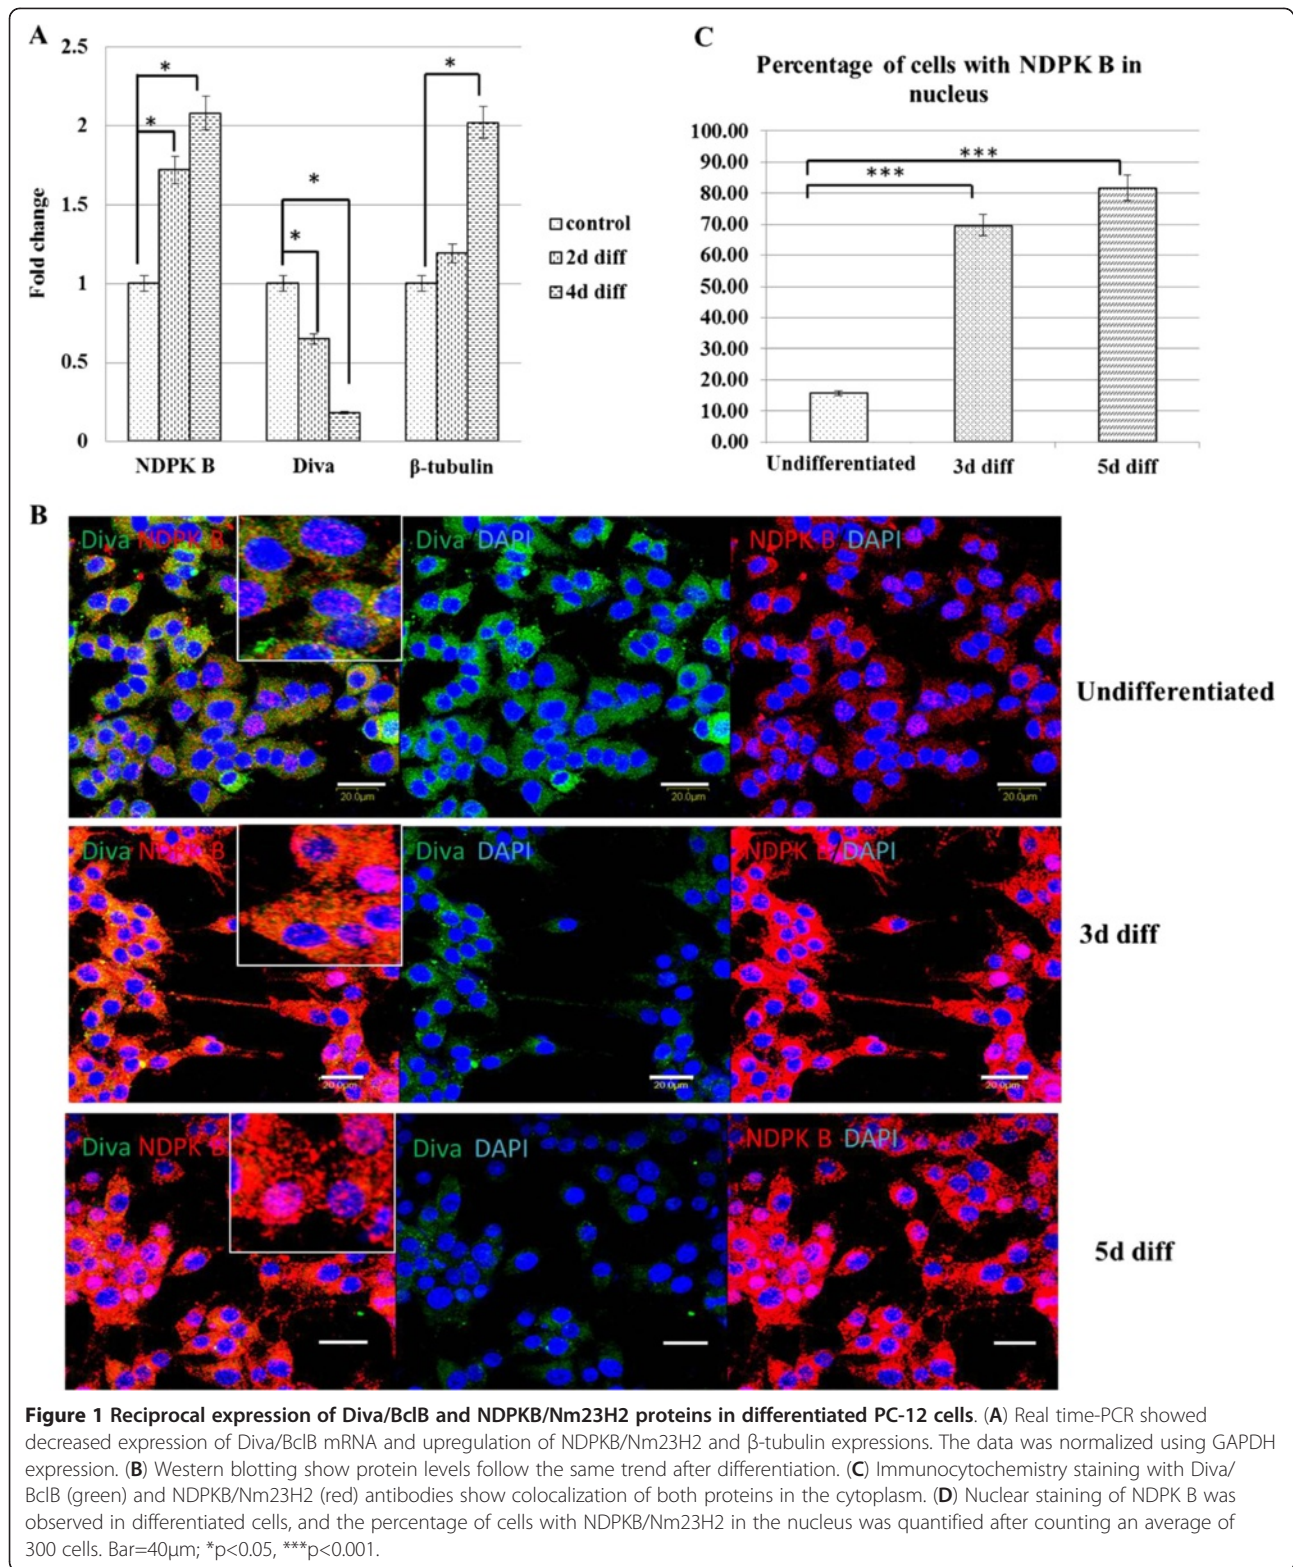 A
2.5
2
1.5
1
0.5
0
Fold change
*
*
*
*
*
NDPK B
Diva
β-tubulin
control
2d diff
4d diff
C
Percentage of cells with NDPK B in
nucleus
100.00
90.00
80.00
70.00
60.00
50.00
40.00
30.00
20.00
10.00
0.00
***
***
Undifferentiated
3d diff
5d diff
B
Diva NDPK B
Diva DAPI
NDPK B DAPI
20.0µm
20.0µm
20.0µm
Undifferentiated
Diva NDPK B
Diva DAPI
NDPK B/DAPI
20.0µm
20.0µm
20.0µm
3d diff
Diva NDPK B
Diva DAPI
NDPK B DAPI
5d diff
Figure 1 Reciprocal expression of Diva/BclB and NDPKB/Nm23H2 proteins in differentiated PC-12 cells. (A) Real time-PCR showed
decreased expression of Diva/BclB mRNA and upregulation of NDPKB/Nm23H2 and β-tubulin expressions. The data was normalized using GAPDH
expression. (B) Western blotting show protein levels follow the same trend after differentiation. (C) Immunocytochemistry staining with Diva/
BclB (green) and NDPKB/Nm23H2 (red) antibodies show colocalization of both proteins in the cytoplasm. (D) Nuclear staining of NDPK B was
observed in differentiated cells, and the percentage of cells with NDPKB/Nm23H2 in the nucleus was quantified after counting an average of
300 cells. Bar=40µm; *p<0.05, ***p<0.001.